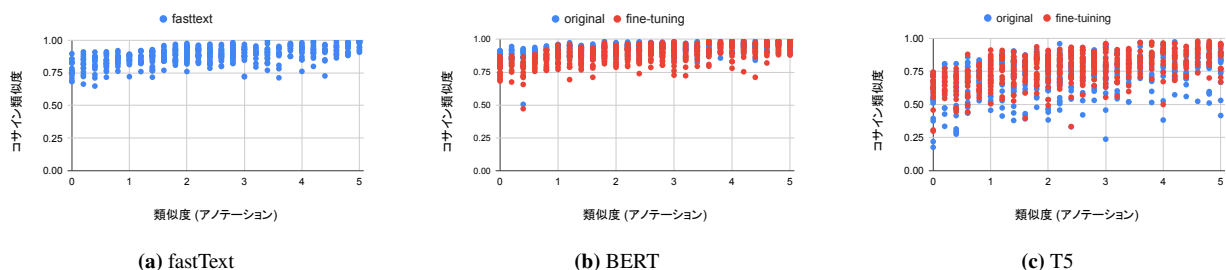 fasttext
1.00
0.75
0.50
0.25
0.00
コサイン類似度
0 1 2 3 4 5
類似度 (アノテーション)
(a) fastText
original fine-tuning
1.00
0.75
0.50
0.25
0.00
コサイン類似度
0 1 2 3 4 5
類似度 (アノテーション)
(b) BERT
original fine-tuining
1.00
0.75
0.50
0.25
0.00
コサイン類似度
0 1 2 3 4 5
類似度 (アノテーション)
(c) T5